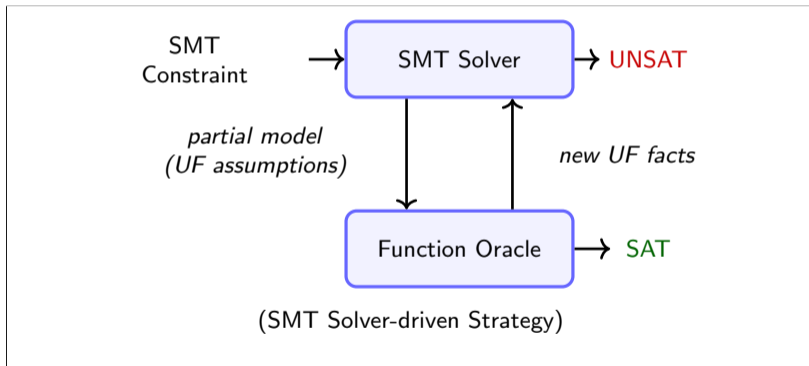 SMT
Constraint
SMT Solver
UNSAT
partial model
(UF assumptions)
new UF facts
Function Oracle
SAT
(SMT Solver-driven Strategy)